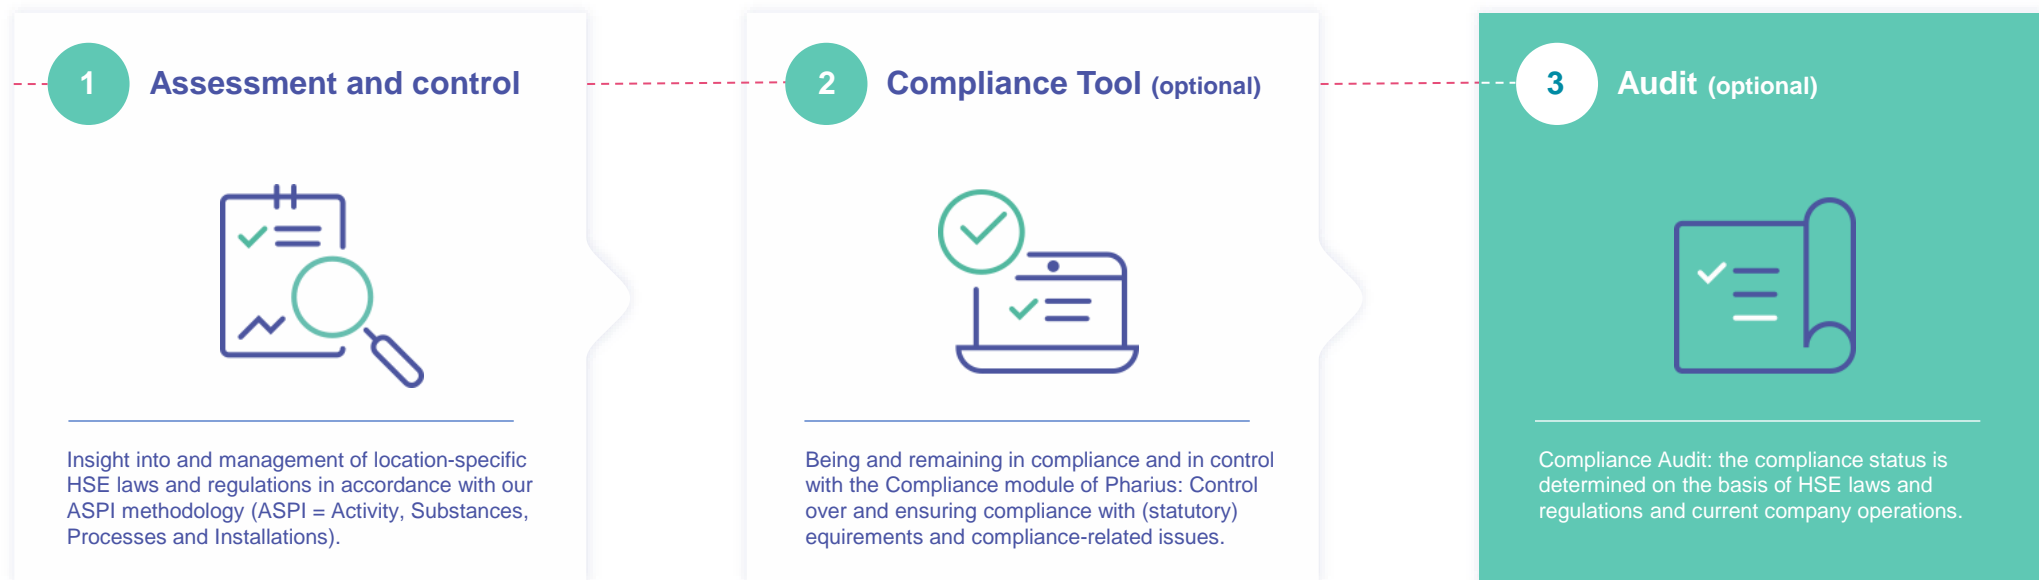 1
Assessment and control
Insight into and management of location-specific
HSE laws and regulations in accordance with our
ASPI methodology (ASPI = Activity, Substances,
Processes and Installations).
2
Compliance Tool (optional)
Being and remaining in compliance and in control
with the Compliance module of Pharius: Control
over and ensuring compliance with (statutory)
equirements and compliance-related issues.
3
Audit (optional)
Compliance Audit: the compliance status is
determined on the basis of HSE laws and
regulations and current company operations.